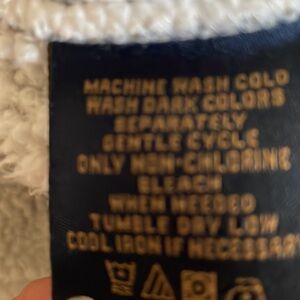 MACHINE WASH COLD
WASH DARK COLORS
SEPARATELY
GENTLE CYCLE
ONLY NON-CHLORINE
BLEACH
WHEN NEEDED
TUMBLE DRY LOW
COOL IRON IF NECESSARY